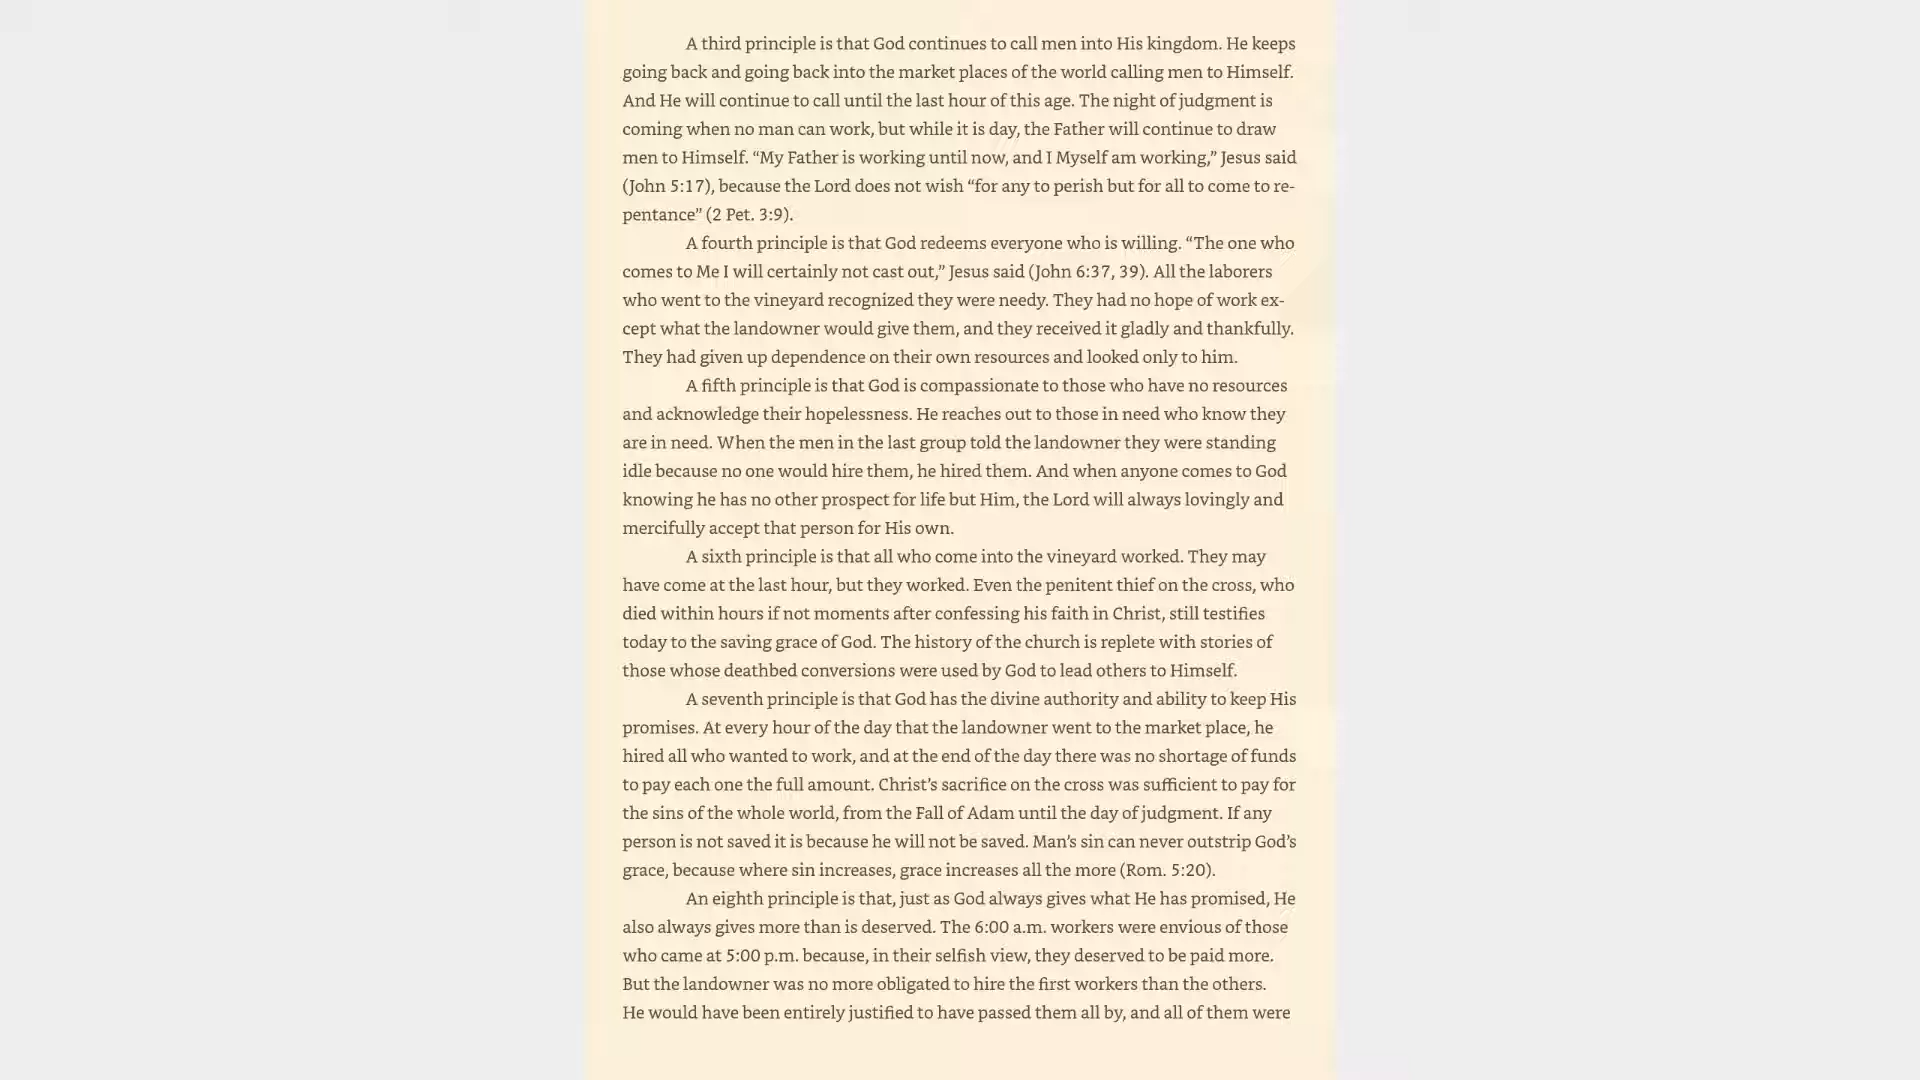 A third principle is that God continues to call men into His kingdom. He keeps
going back and going back into the market places of the world calling men to Himself.
And He will continue to call until the last hour of this age. The night of judgment is
coming when no man can work, but while it is day, the Father will continue to draw
men to Himself. “My Father is working until now, and I Myself am working,” Jesus said
(John 5:17), because the Lord does not wish “for any to perish but for all to come to re-
pentance” (2 Pet. 3:9).
A fourth principle is that God redeems everyone who is willing. “The one who
comes to Me I will certainly not cast out,” Jesus said (John 6:37, 39). All the laborers
who went to the vineyard recognized they were needy. They had no hope of work ex-
cept what the landowner would give them, and they received it gladly and thankfully.
They had given up dependence on their own resources and looked only to him.
A fifth principle is that God is compassionate to those who have no resources
and acknowledge their hopelessness. He reaches out to those in need who know they
are in need. When the men in the last group told the landowner they were standing
idle because no one would hire them, he hired them. And when anyone comes to God
knowing he has no other prospect for life but Him, the Lord will always lovingly and
mercifully accept that person for His own.
A sixth principle is that all who come into the vineyard worked. They may
have come at the last hour, but they worked. Even the penitent thief on the cross, who
died within hours if not moments after confessing his faith in Christ, still testifies
today to the saving grace of God. The history of the church is replete with stories of
those whose deathbed conversions were used by God to lead others to Himself.
A seventh principle is that God has the divine authority and ability to keep His
promises. At every hour of the day that the landowner went to the market place, he
hired all who wanted to work, and at the end of the day there was no shortage of funds
to pay each one the full amount. Christ’s sacrifice on the cross was sufficient to pay for
the sins of the whole world, from the Fall of Adam until the day of judgment. If any
person is not saved it is because he will not be saved. Man’s sin can never outstrip God’s
grace, because where sin increases, grace increases all the more (Rom. 5:20).
An eighth principle is that, just as God always gives what He has promised, He
also always gives more than is deserved. The 6:00 a.m. workers were envious of those
who came at 5:00 p.m. because, in their selfish view, they deserved to be paid more.
But the landowner was no more obligated to hire the first workers than the others.
He would have been entirely justified to have passed them all by, and all of them were